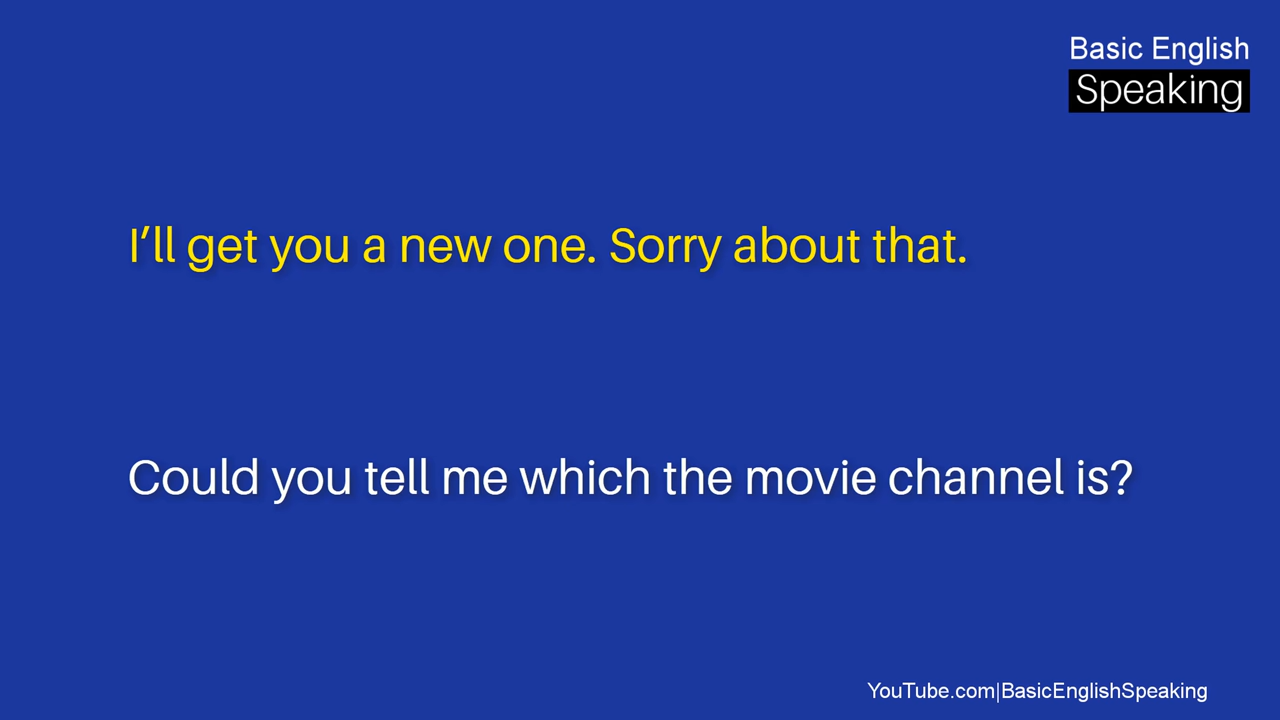 Basic English
Speaking
I’ll get you a new one. Sorry about that.
Could you tell me which the movie channel is?
YouTube.com|BasicEnglishSpeaking